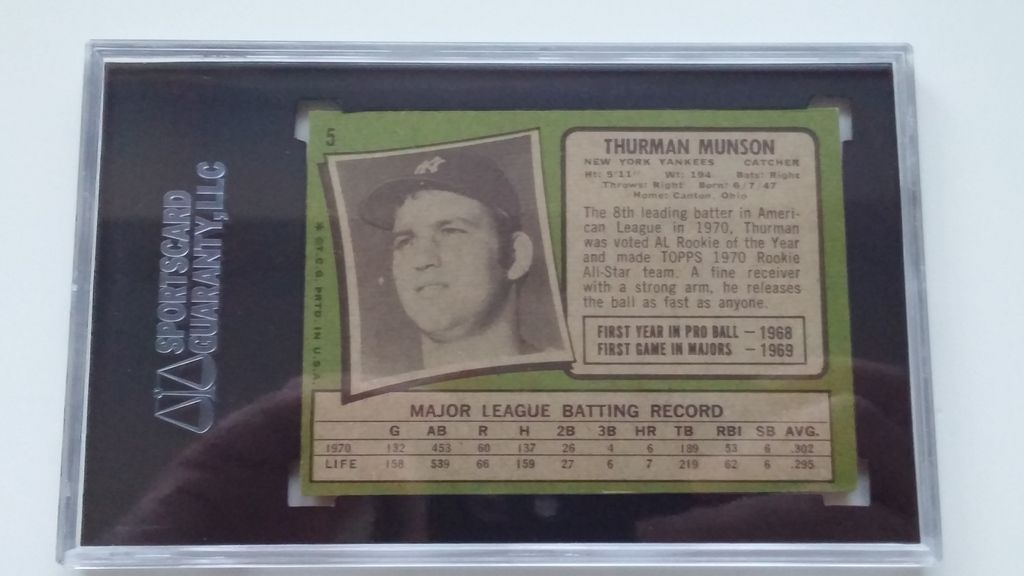 SPORTSCARD
GUARANTY, LLC
5
NY
* ©T.C.G. PRTD. IN U.S.A.
THURMAN MUNSON
NEW YORK YANKEES CATCHER
Ht: 5'11" Wt: 194 Bats: Right
Throws: Right Born: 6/7/47
Home: Canton, Ohio
The 8th leading batter in Ameri-
can League in 1970, Thurman
was voted AL Rookie of the Year
and made TOPPS 1970 Rookie
All-Star team. A fine receiver
with a strong arm, he releases
the ball as fast as anyone.
FIRST YEAR IN PRO BALL — 1968
FIRST GAME IN MAJORS — 1969
MAJOR LEAGUE BATTING RECORD
G AB R H 2B 3B HR TB RBI SB AVG.
1970 132 453 60 137 26 4 6 189 53 6 .302
LIFE 158 539 66 159 27 6 7 219 62 6 .295